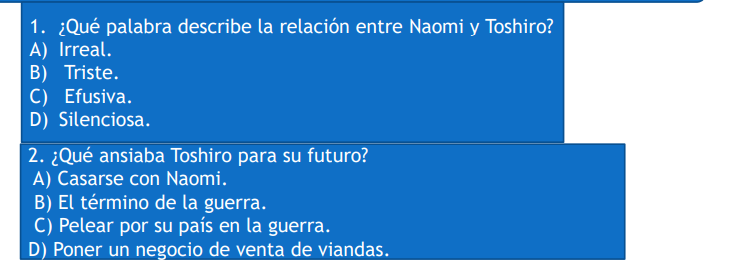 1. ¿Qué palabra describe la relación entre Naomi y Toshiro?
A) Irreal.
B) Triste.
C) Efusiva.
D) Silenciosa.
2. ¿Qué ansiaba Toshiro para su futuro?
A) Casarse con Naomi.
B) El término de la guerra.
C) Pelear por su país en la guerra.
D) Poner un negocio de venta de viandas.